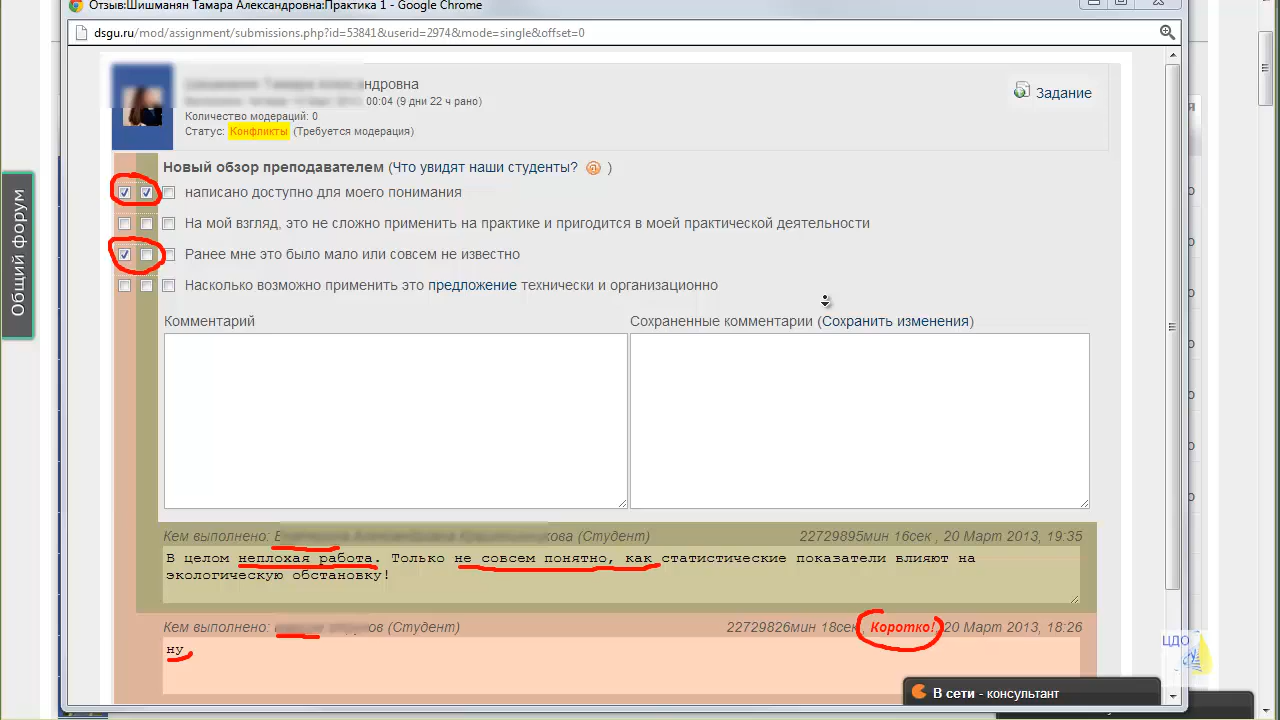 Отзыв:Шишманян Тамара Александровна:Практика 1 - Google Chrome
dsgu.ru/mod/assignment/submissions.php?id=53841&userid=2974&mode=single&offset=0
ндровна
00:04 (9 дни 22 ч рано)
Задание
Количество модераций: 0
Статус: Конфликты (Требуется модерация)
Новый обзор преподавателем (Что увидят наши студенты? @ )
написано доступно для моего понимания
На мой взгляд, это не сложно применить на практике и пригодится в моей практической деятельности
Ранее мне это было мало или совсем не известно
Насколько возможно применить это предложение технически и организационно
Общий форум
Комментарий
Сохраненные комментарии (Сохранить изменения)
Кем выполнено: кова (Студент) 22729895мин 16сек , 20 Март 2013, 19:35
В целом неплохая работа. Только не совсем понятно, как статистические показатели влияют на
экологическую обстановку!
Кем выполнено: ов (Студент) 22729826мин 18сек , Коротко!, 20 Март 2013, 18:26
ну
ЦДО
В сети - консультант